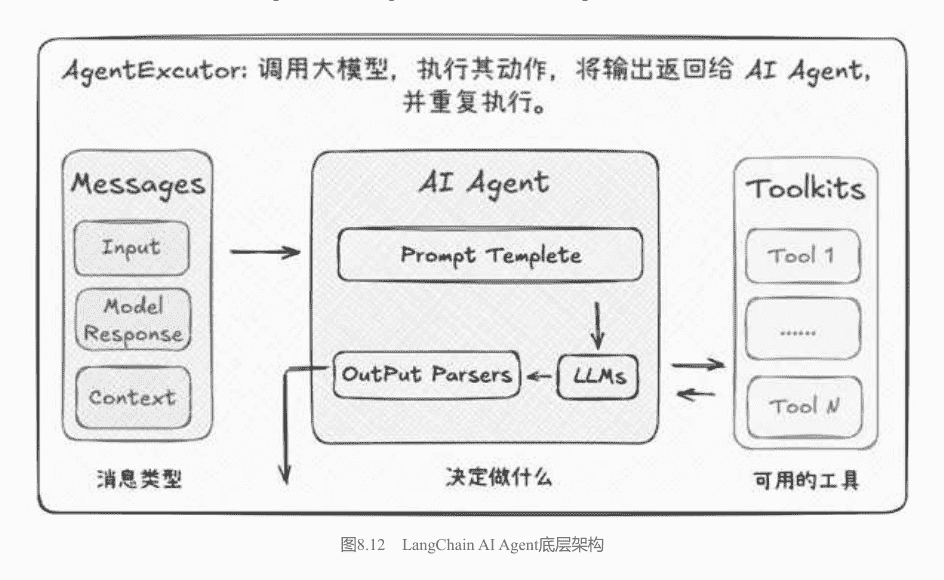 AgentExcutor: 调用大模型，执行其动作，将输出返回给 AI Agent，
并重复执行。
Messages
Input
Model
Response
Context
消息类型
AI Agent
Prompt Templete
OutPut Parsers
LLMs
决定做什么
Toolkits
Tool 1
......
Tool N
可用的工具
图8.12 LangChain AI Agent底层架构